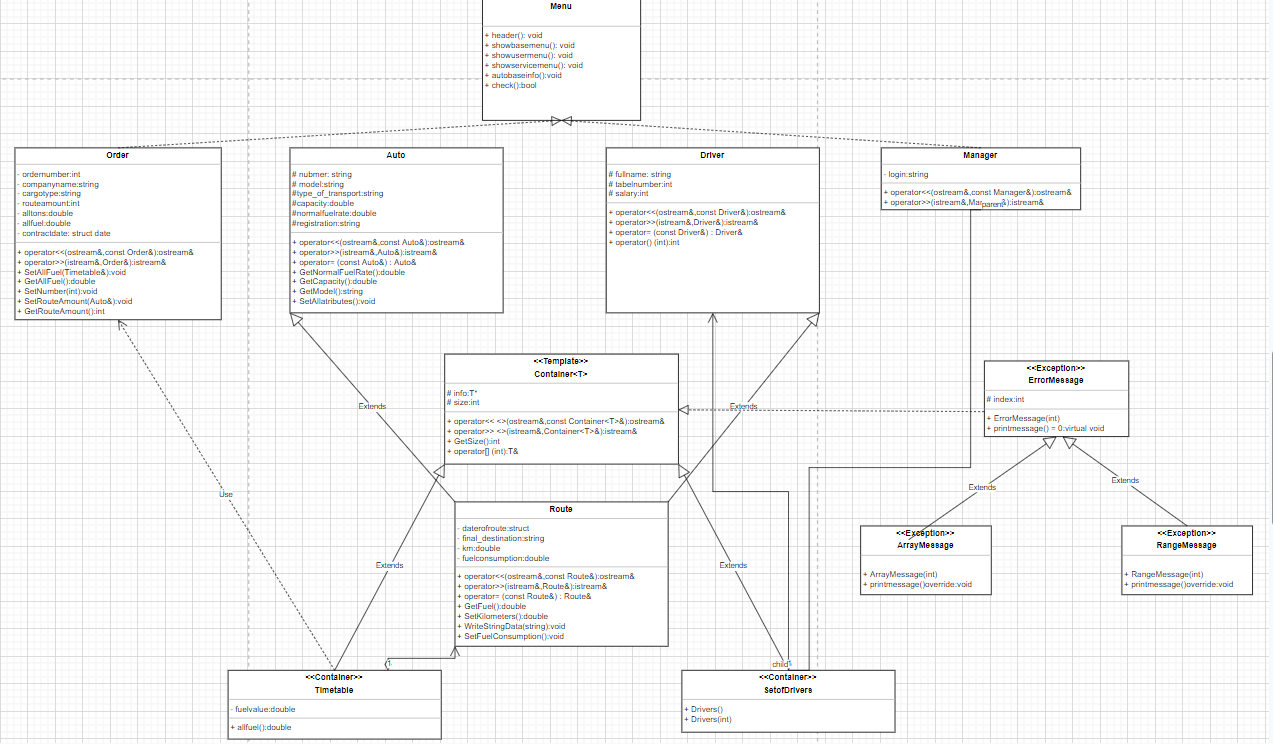 Menu
+ header(): void
+ showbasemenu(): void
+ showusermenu(): void
+ showservicemenu(): void
+ autobaseinfo():void
+ check():bool
Order
- ordernumber:int
- companyname:string
- cargotype:string
- routeamount:int
- alltons:double
- allfuel:double
- contractdate: struct date
+ operator<<(ostream&,const Order&):ostream&
+ operator>>(istream&,Order&):istream&
+ SetAllFuel(Timetable&):void
+ GetAllFuel():double
+ SetNumber(int):void
+ SetRouteAmount(Auto&):void
+ GetRouteAmount():int
Auto
# nubmer: string
# model:string
#type_of_transport:string
#capacity:double
#normalfuelrate:double
#registration:string
+ operator<<(ostream&,const Auto&):ostream&
+ operator>>(istream&,Auto&):istream&
+ operator= (const Auto&) : Auto&
+ GetNormalFuelRate():double
+ GetCapacity():double
+ GetModel():string
+ SetAllatributes():void
Driver
# fullname: string
# tabelnumber:int
# salary:int
+ operator<<(ostream&,const Driver&):ostream&
+ operator>>(istream&,Driver&):istream&
+ operator= (const Driver&) : Driver&
+ operator() (int):int
Manager
- login:string
+ operator<<(ostream&,const Manager&):ostream&
+ operator>>(istream&,Mar &):istream&
parent
<<Template>>
Container<T>
# info:T*
# size:int
+ operator<< <>(ostream&,const Container<T>&):ostream&
+ operator>> <>(istream&,Container<T>&):istream&
+ GetSize():int
+ operator[] (int):T&
<<Exception>>
ErrorMessage
# index:int
+ ErrorMessage(int)
+ printmessage() = 0:virtual void
Extends
Extends
Extends
Extends
Use
Route
- daterofroute:struct
- final_destination:string
- km:double
- fuelconsumption:double
+ operator<<(ostream&,const Route&):ostream&
+ operator>>(istream&,Route&):istream&
+ operator= (const Route&) : Route&
+ GetFuel():double
+ SetKilometers():double
+ WriteStringData(string):void
+ SetFuelConsumption():void
<<Exception>>
ArrayMessage
+ ArrayMessage(int)
+ printmessage()override:void
<<Exception>>
RangeMessage
+ RangeMessage(int)
+ printmessage()override:void
Extends
Extends
1
child
1
<<Container>>
Timetable
- fuelvalue:double
+ allfuel():double
<<Container>>
SetofDrivers
+ Drivers()
+ Drivers(int)